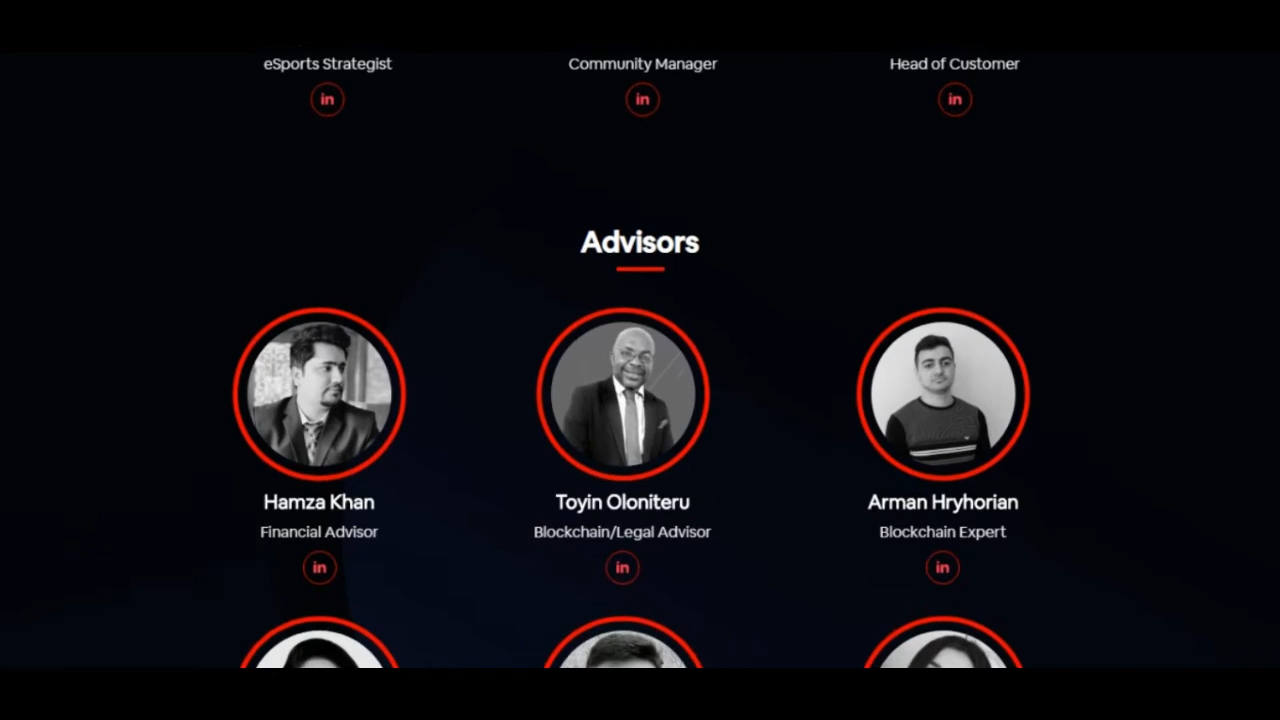 eSports Strategist Community Manager Head of Customer
in in in
Advisors
Hamza Khan Toyin Oloniteru Arman Hryhorian
Financial Advisor Blockchain/Legal Advisor Blockchain Expert
in in in